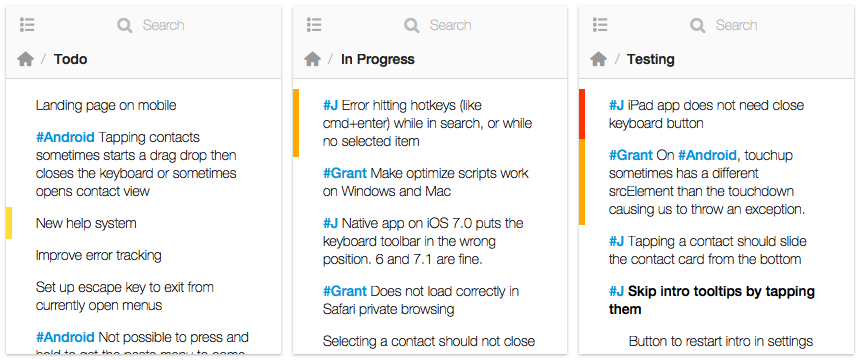 Search
/ Todo
Landing page on mobile
#Android Tapping contacts
sometimes starts a drag drop then
closes the keyboard or sometimes
opens contact view
New help system
Improve error tracking
Set up escape key to exit from
currently open menus
#Android Not possible to press and
hold to get the paste menu to come
Search
/ In Progress
#J Error hitting hotkeys (like
cmd+enter) while in search, or while
no selected item
#Grant Make optimize scripts work
on Windows and Mac
#J Native app on iOS 7.0 puts the
keyboard toolbar in the wrong
position. 6 and 7.1 are fine.
#Grant Does not load correctly in
Safari private browsing
Selecting a contact should not close
Search
/ Testing
#J iPad app does not need close
keyboard button
#Grant On #Android, touchup
sometimes has a different
srcElement than the touchdown
causing us to throw an exception.
#J Tapping a contact should slide
the contact card from the bottom
#J Skip intro tooltips by tapping
them
Button to restart intro in settings